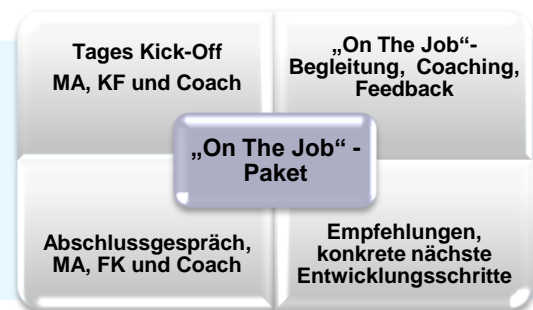 Tages Kick-Off
MA, KF und Coach
„On The Job“-
Begleitung, Coaching,
Feedback
„On The Job“ -
Paket
Abschlussgespräch,
MA, FK und Coach
Empfehlungen,
konkrete nächste
Entwicklungsschritte